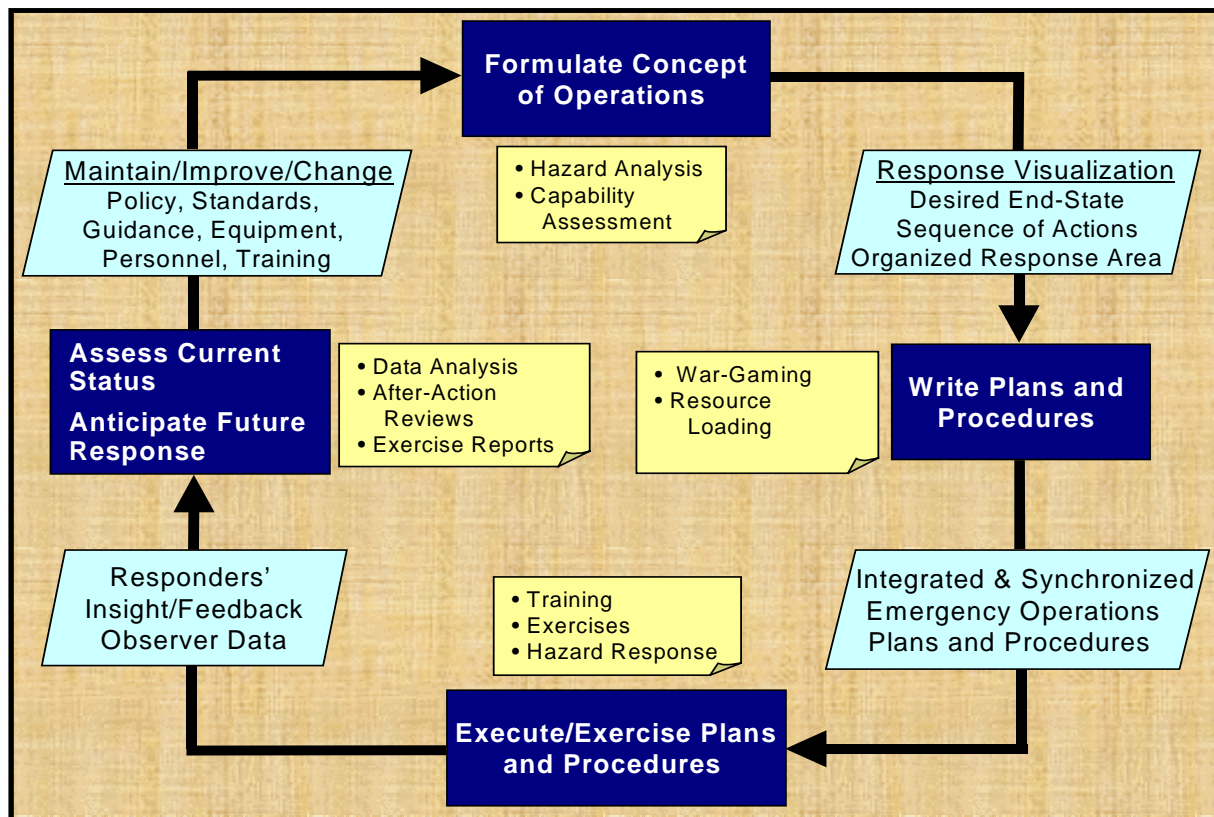 Formulate Concept
of Operations
• Hazard Analysis
• Capability
Assessment
Response Visualization
Desired End-State
Sequence of Actions
Organized Response Area
Write Plans and
Procedures
• War-Gaming
• Resource
Loading
Integrated & Synchronized
Emergency Operations
Plans and Procedures
Execute/Exercise Plans
and Procedures
• Training
• Exercises
• Hazard Response
Responders’
Insight/Feedback
Observer Data
Assess Current
Status
Anticipate Future
Response
• Data Analysis
• After-Action
Reviews
• Exercise Reports
Maintain/Improve/Change
Policy, Standards,
Guidance, Equipment,
Personnel, Training